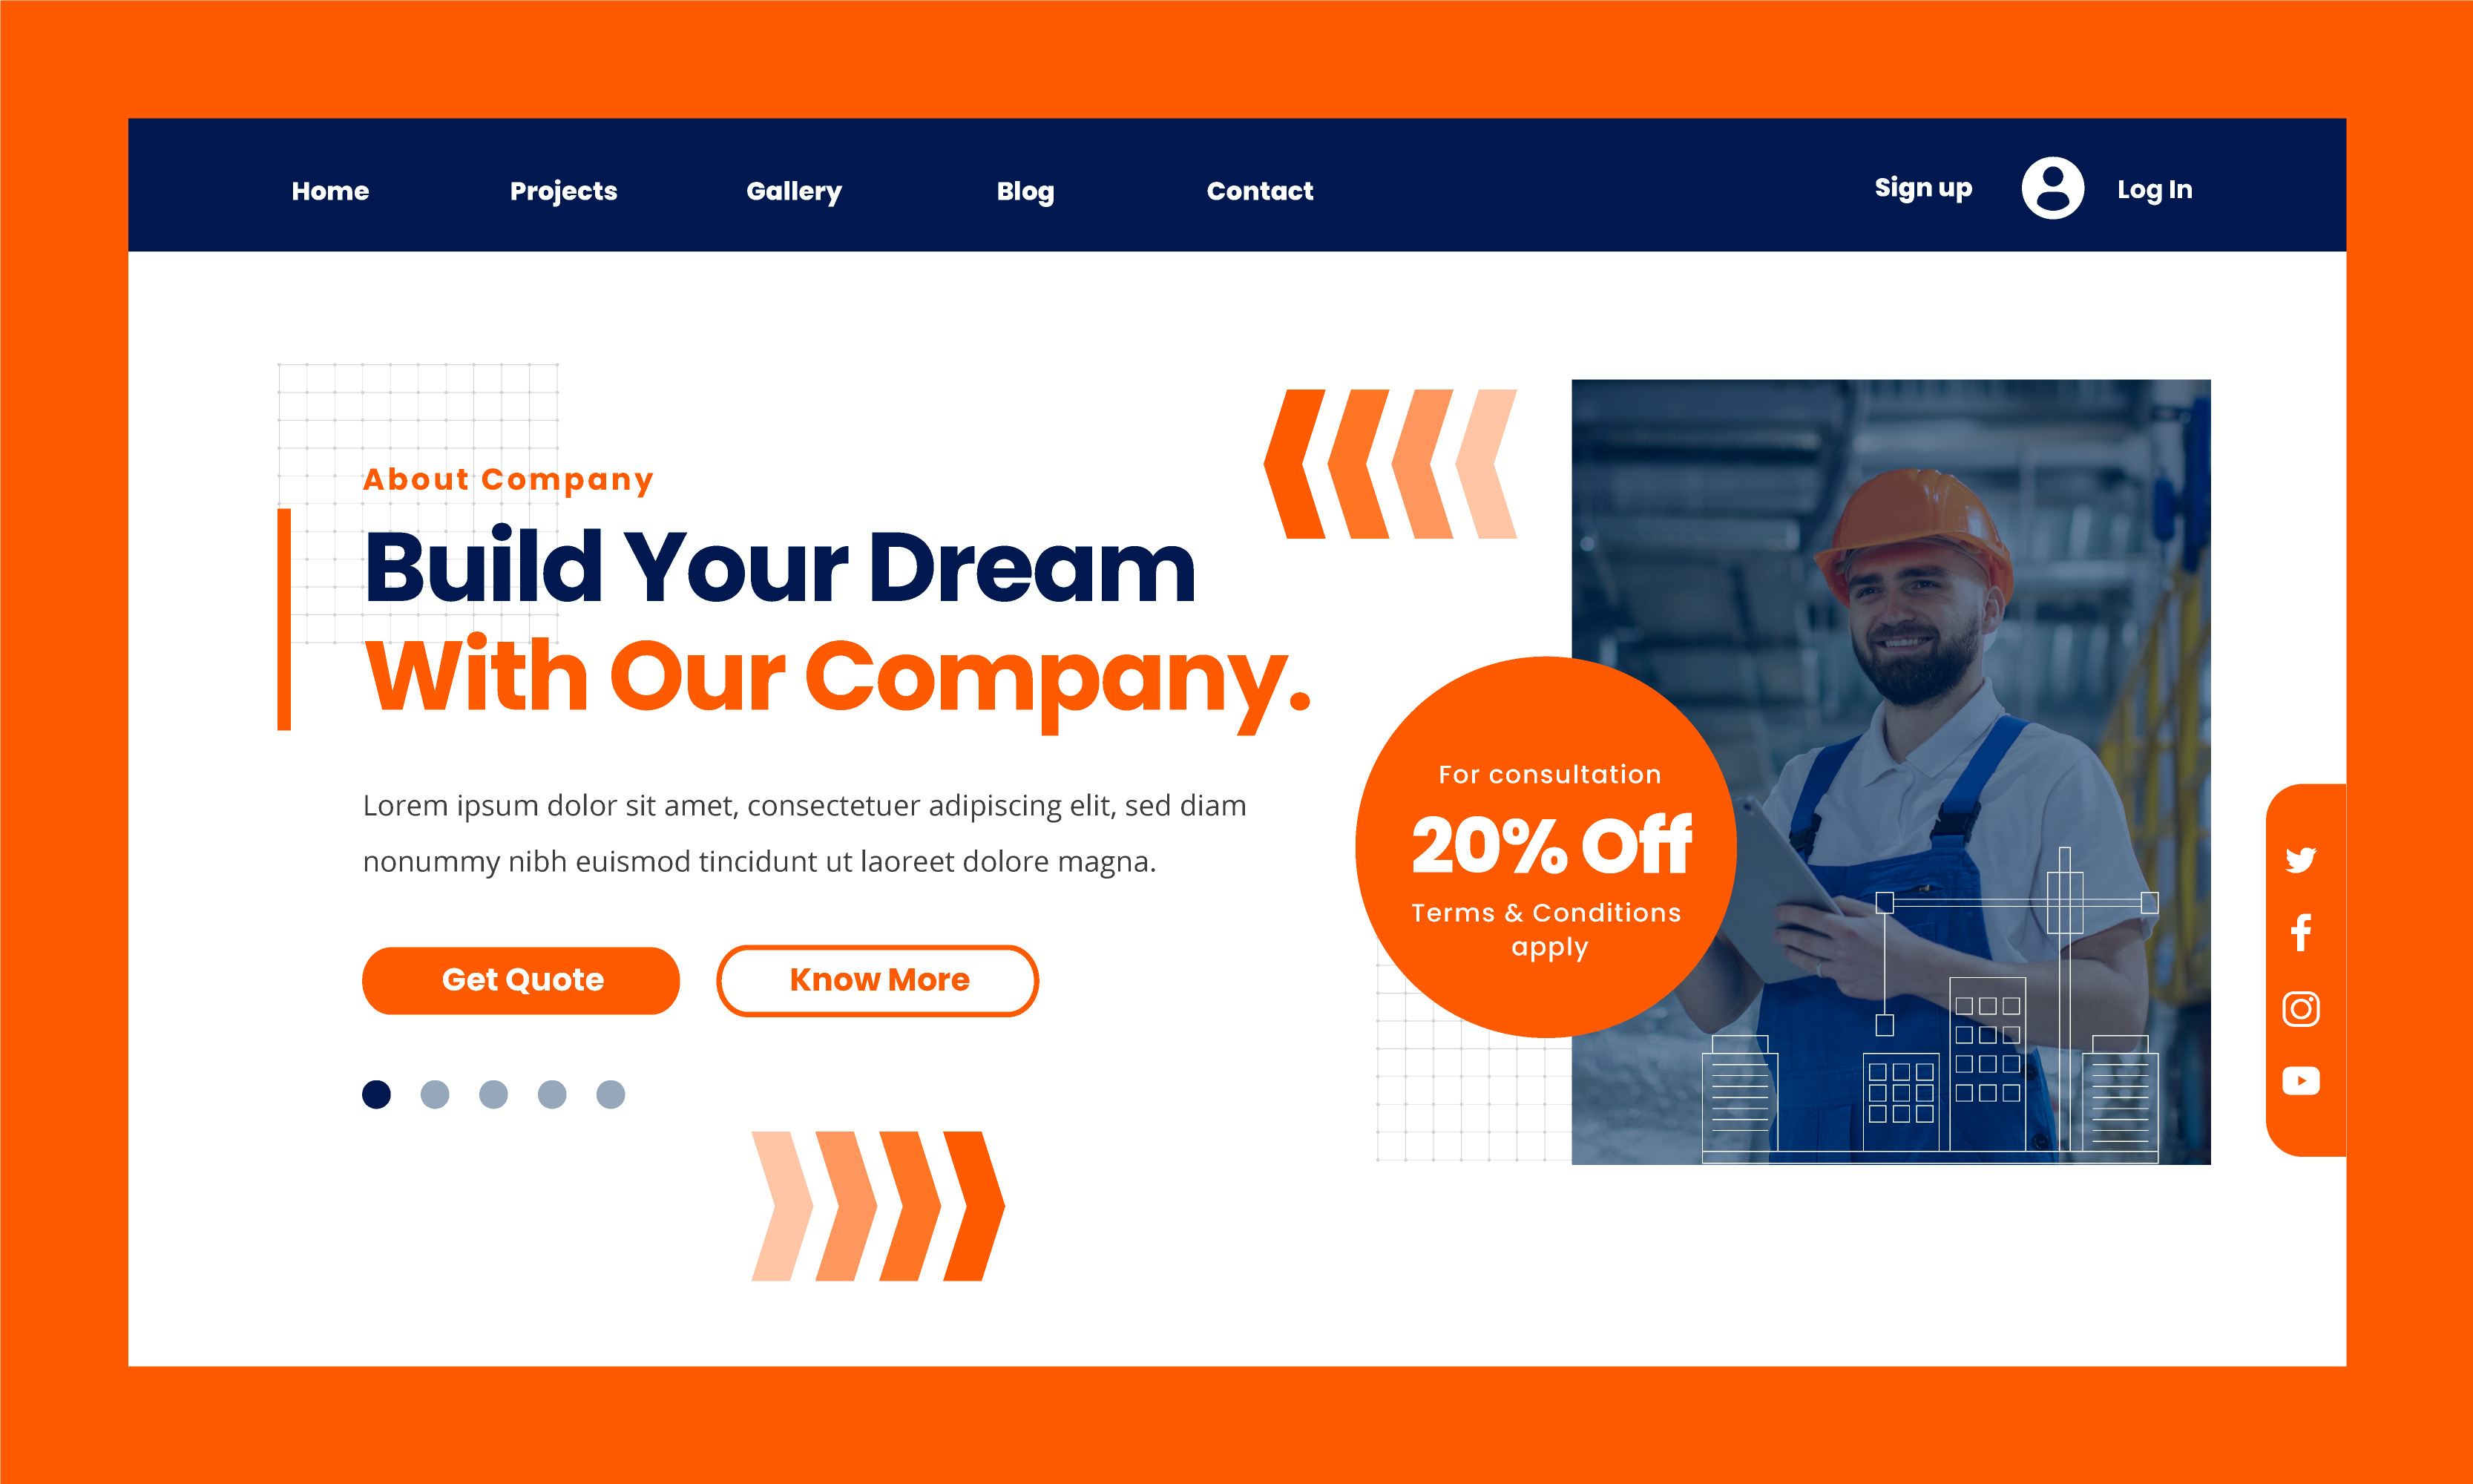 Home
Projects
Gallery
Blog
Contact
Sign up
Log In
About Company
Build Your Dream
With Our Company.
Lorem ipsum dolor sit amet, consectetuer adipiscing elit, sed diam
nonummy nibh euismod tincidunt ut laoreet dolore magna.
Get Quote
Know More
For consultation
20% Off
Terms & Conditions
apply